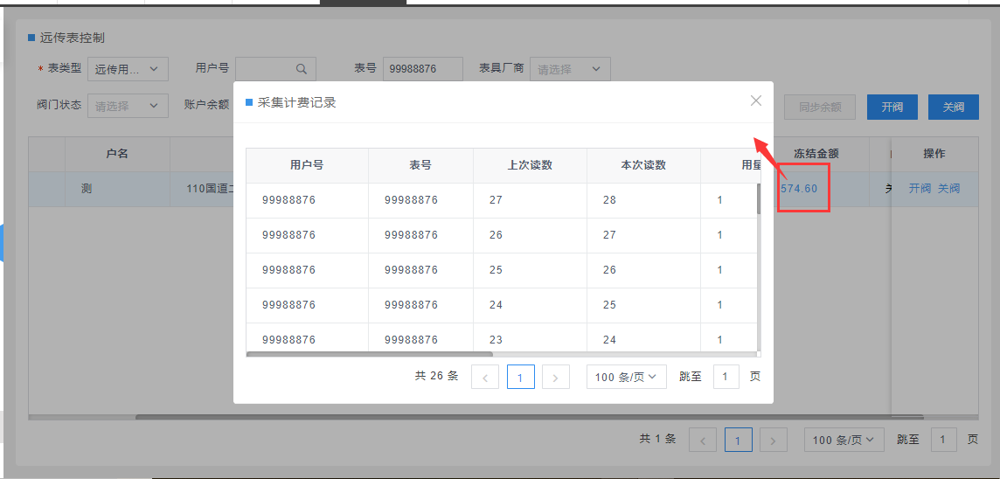 远传表控制
* 表类型 远传用... 用户号 表号 99988876 表具厂商 请选择
阀门状态 请选择 账户余额 同步余额 开阀 关阀
户名 冻结金额 操作
测 110国道 574.60 开阀 关阀
采集计费记录
用户号 表号 上次读数 本次读数 用量
99988876 99988876 27 28 1
99988876 99988876 26 27 1
99988876 99988876 25 26 1
99988876 99988876 24 25 1
99988876 99988876 23 24 1
共 26 条 < 1 > 100 条/页 跳至 1 页
共 1 条 < 1 > 100 条/页 跳至 1 页